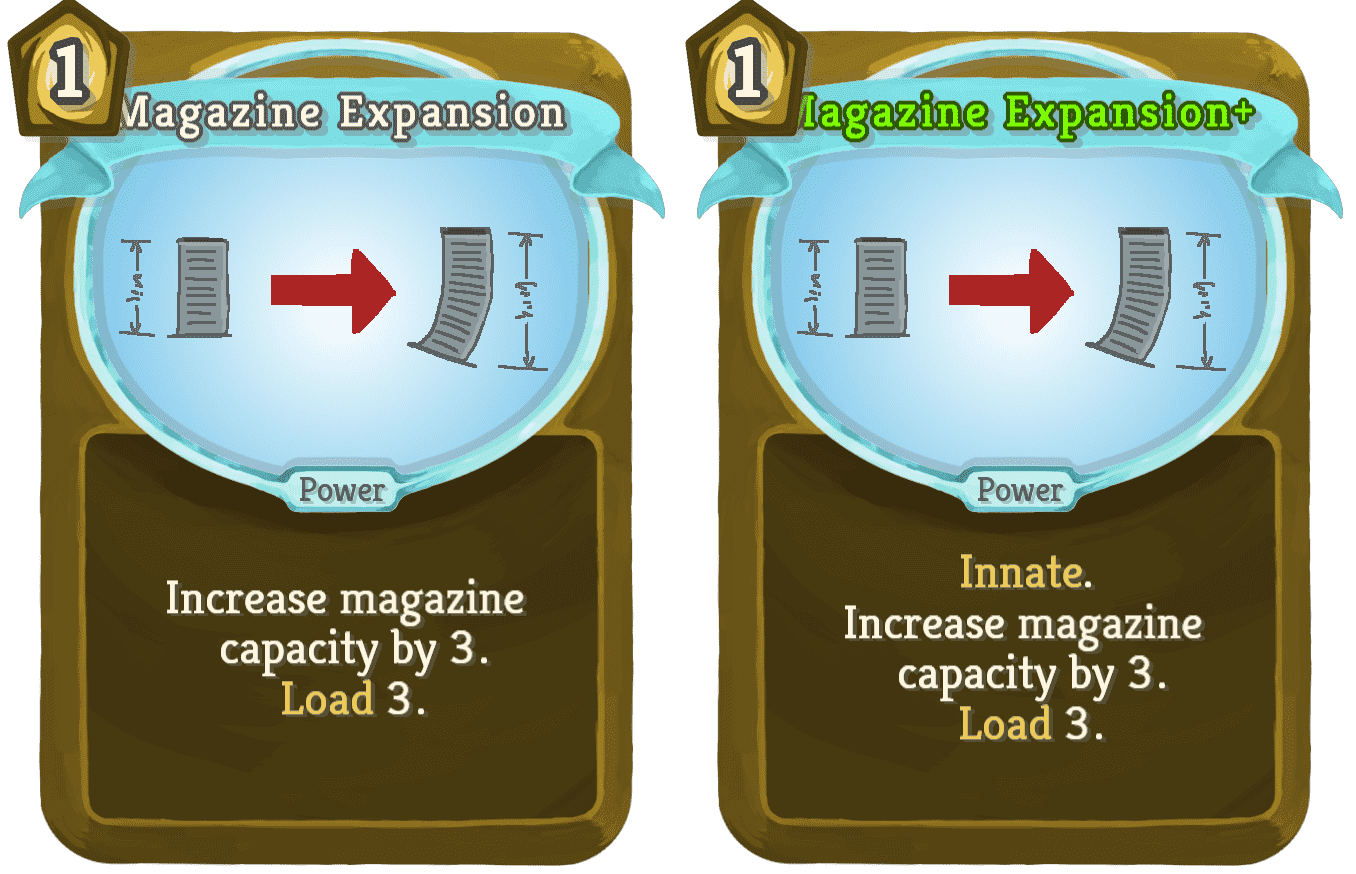 1
Magazine Expansion
Power
Increase magazine
capacity by 3.
Load 3.
1
Magazine Expansion+
Power
Innate.
Increase magazine
capacity by 3.
Load 3.